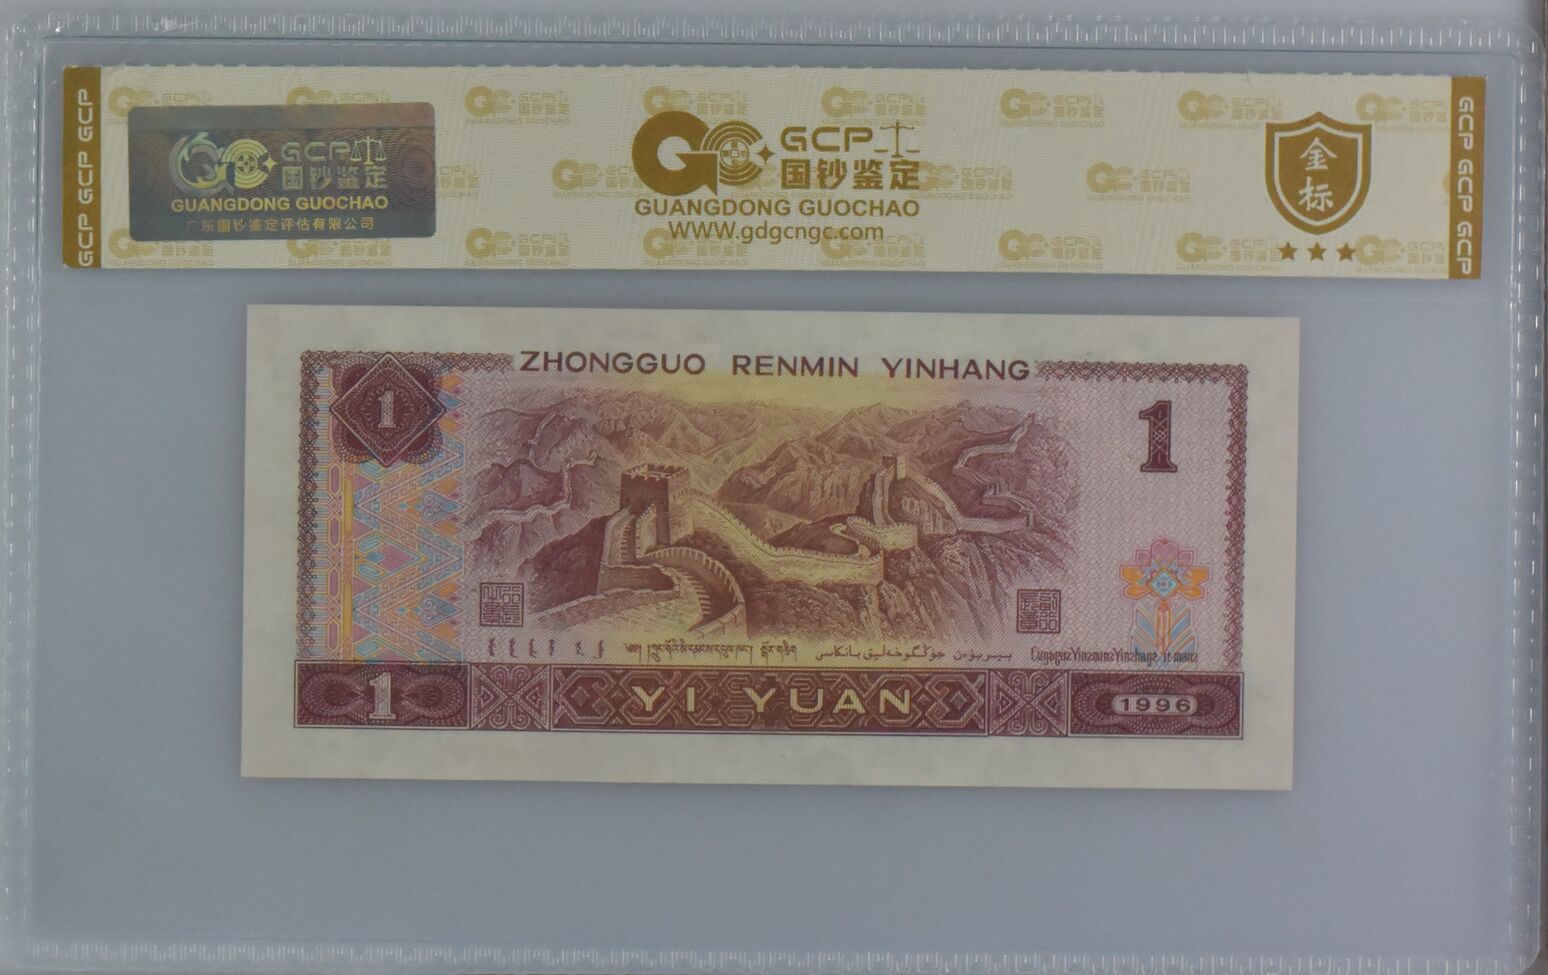 GCP GCP GCP
GCP
国钞鉴定
GUANGDONG GUOCHAO
广东国钞鉴定评估有限公司
GCP
国钞鉴定
GUANGDONG GUOCHAO
WWW.gdgcngc.com
金标
GCP GCP GCP
ZHONGGUO RENMIN YINHANG
1
1
YI YUAN
1
1996